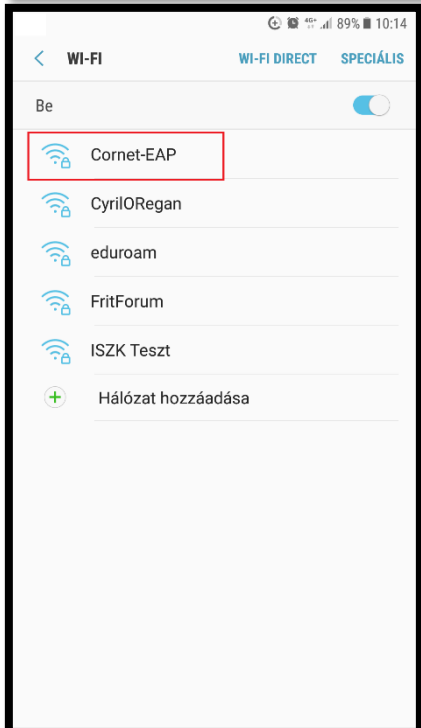 4G+ 89% 10:14
WI-FI WI-FI DIRECT SPECIÁLIS
Be
Cornet-EAP
CyrilORegan
eduroam
FritForum
ISZK Teszt
Hálózat hozzáadása